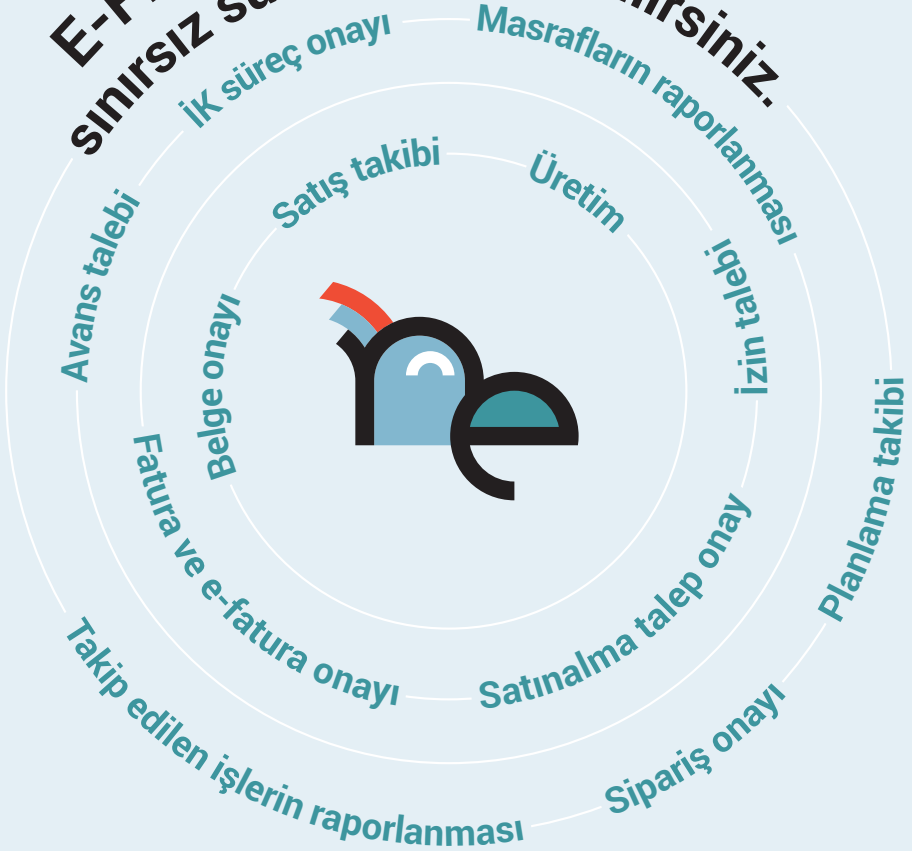 sınırsız
İK süreç onayı
Masrafların raporlanması
Avans talebi
Satış takibi
Üretim
İzin talebi
Belge onayı
Fatura ve e-fatura onayı
Satınalma talep onay
Planlama takibi
Sipariş onayı
Takip edilen işlerin raporlanması